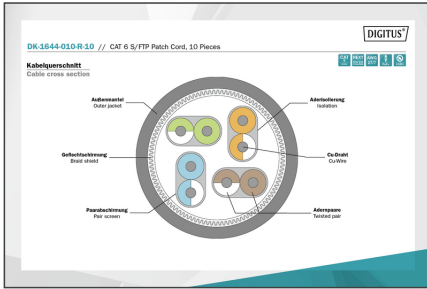 DIGITUS®
DK-1644-010-R-10 // CAT 6 S/FTP Patch Cord, 10 Pieces
Kabelquerschnitt
Cable cross section
Außenmantel
Outer jacket
Aderisolierung
Isolation
Geflechtschirmung
Braid shield
Cu-Draht
Cu-Wire
Paarabschirmung
Pair screen
Aderspaare
Twisted pair